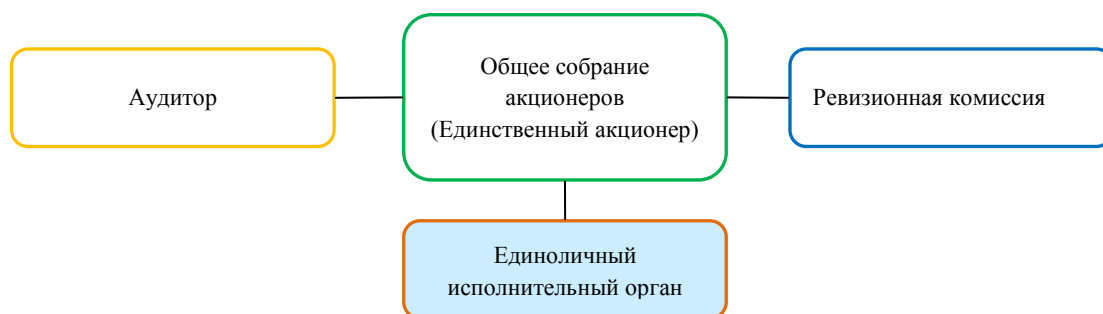 Аудитор
Общее собрание
акционеров
(Единственный акционер)
Ревизионная комиссия
Единоличный
исполнительный орган